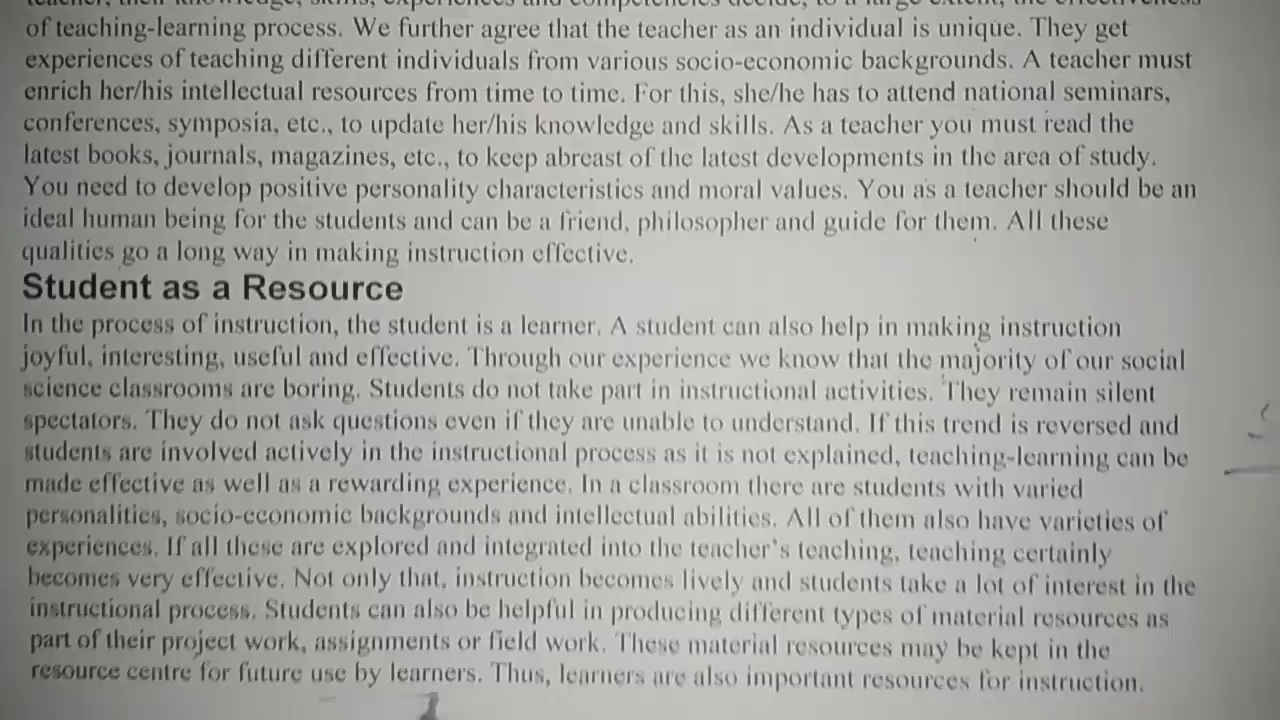 teacher, their knowledge, skills, experiences and competencies decide, to a large extent, the effectiveness
of teaching-learning process. We further agree that the teacher as an individual is unique. They get
experiences of teaching different individuals from various socio-economic backgrounds. A teacher must
enrich her/his intellectual resources from time to time. For this, she/he has to attend national seminars,
conferences, symposia, etc., to update her/his knowledge and skills. As a teacher you must read the
latest books, journals, magazines, etc., to keep abreast of the latest developments in the area of study.
You need to develop positive personality characteristics and moral values. You as a teacher should be an
ideal human being for the students and can be a friend, philosopher and guide for them. All these
qualities go a long way in making instruction effective.
Student as a Resource
In the process of instruction, the student is a learner. A student can also help in making instruction
joyful, interesting, useful and effective. Through our experience we know that the majority of our social
science classrooms are boring. Students do not take part in instructional activities. They remain silent
spectators. They do not ask questions even if they are unable to understand. If this trend is reversed and
students are involved actively in the instructional process as it is not explained, teaching-learning can be
made effective as well as a rewarding experience. In a classroom there are students with varied
personalities, socio-economic backgrounds and intellectual abilities. All of them also have varieties of
experiences. If all these are explored and integrated into the teacher's teaching, teaching certainly
becomes very effective. Not only that, instruction becomes lively and students take a lot of interest in the
instructional process. Students can also be helpful in producing different types of material resources as
part of their project work, assignments or field work. These material resources may be kept in the
resource centre for future use by learners. Thus, learners are also important resources for instruction.